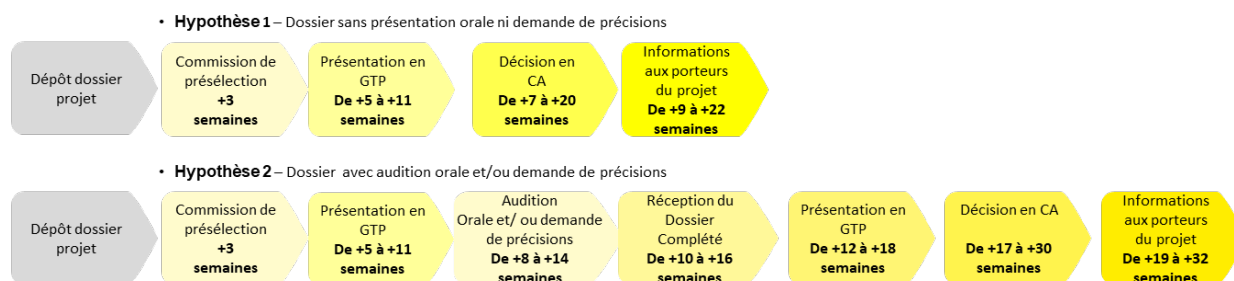 • Hypothèse 1 – Dossier sans présentation orale ni demande de précisions
Dépôt dossier
projet
Commission de
présélection
+3
semaines
Présentation en
GTP
De +5 à +11
semaines
Décision en
CA
De +7 à +20
semaines
Informations
aux porteurs
du projet
De +9 à +22
semaines
• Hypothèse 2 – Dossier avec audition orale et/ou demande de précisions
Dépôt dossier
projet
Commission de
présélection
+3
semaines
Présentation en
GTP
De +5 à +11
semaines
Audition
Orale et/ ou demande
de précisions
De +8 à +14
semaines
Réception du
Dossier
Complété
De +10 à +16
semaines
Présentation en
GTP
De +12 à +18
semaines
Décision en CA
De +17 à +30
semaines
Informations
aux porteurs
du projet
De +19 à +32
semaines